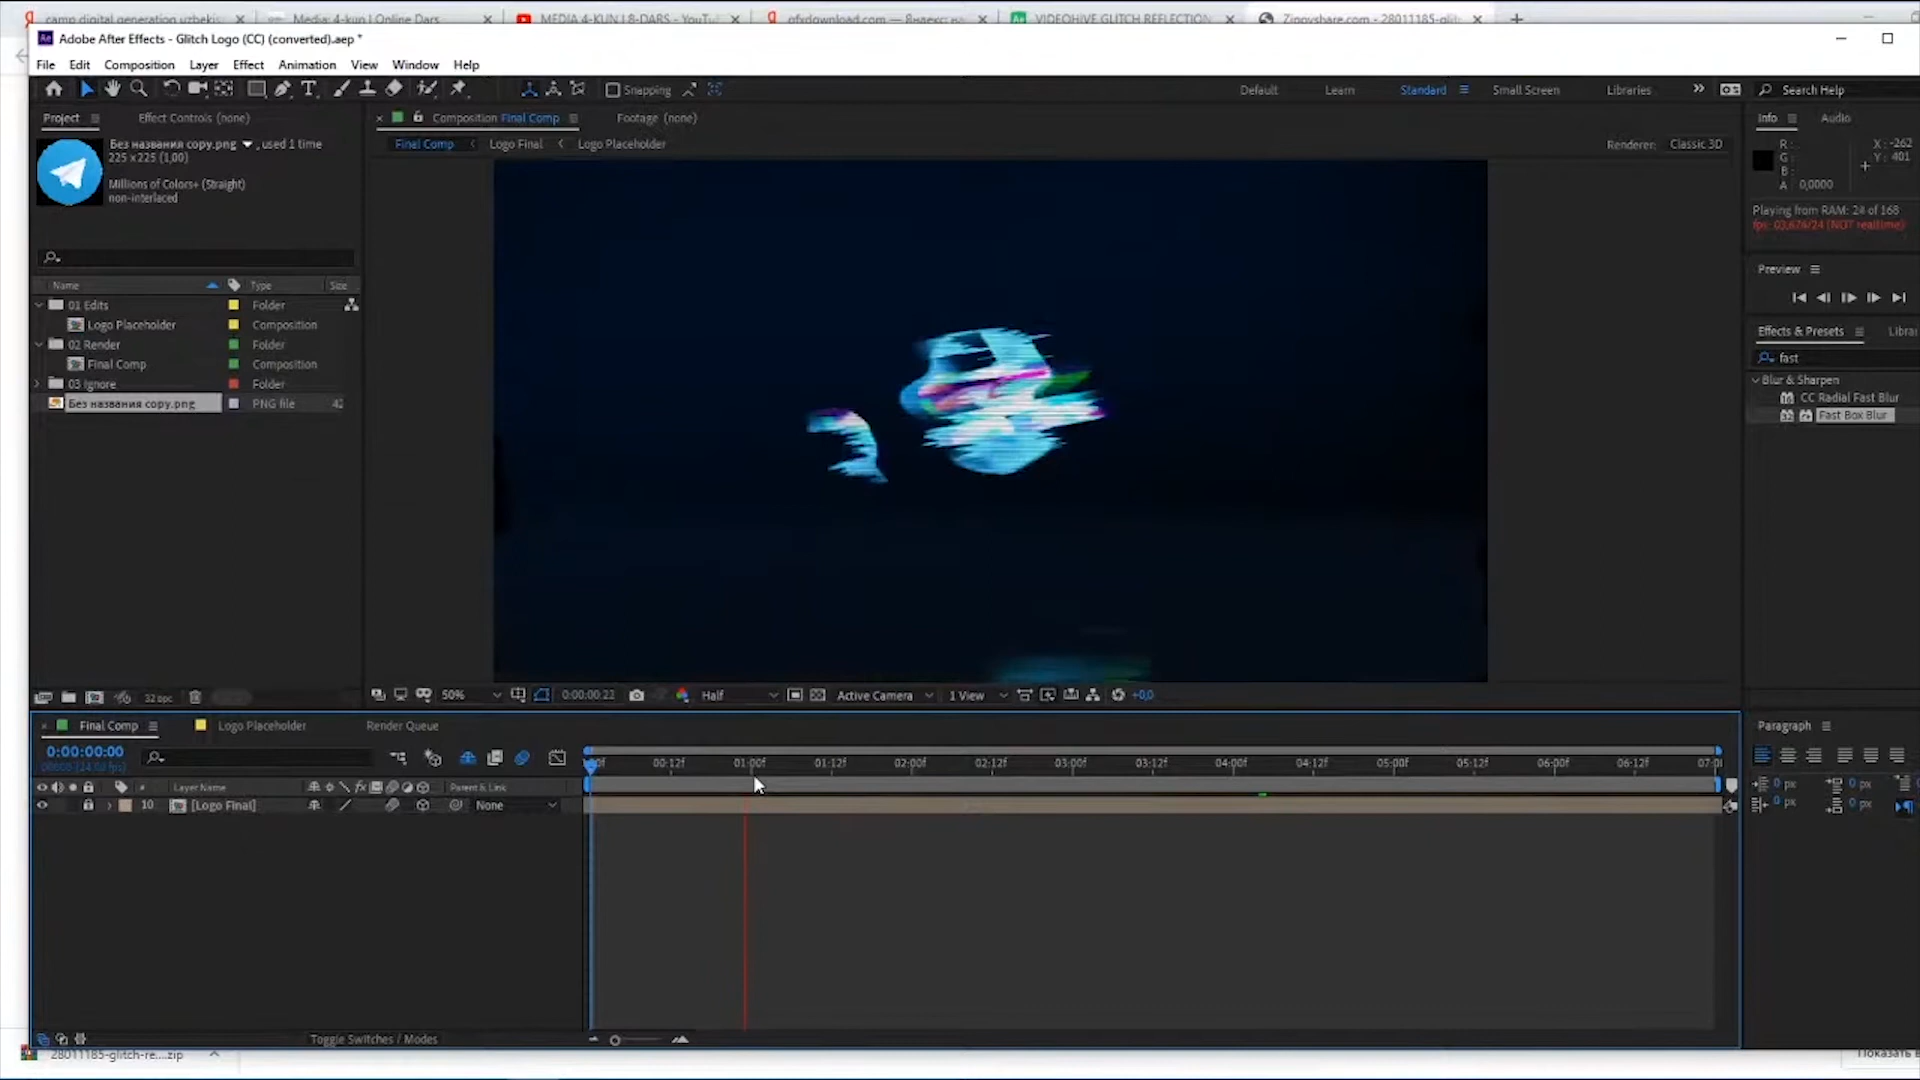 camp digital generation uzbekis
Media: 4-kun | Online Dars
MEDIA 4-KUN | 8-DARS - YouTu
gfxdownload.com — Яндекс на
VIDEOHIVE GLITCH REFLECTION
Zippyshare.com - 28011185-glit
Adobe After Effects - Glitch Logo (CC) (converted).aep *
File Edit Composition Layer Effect Animation View Window Help
Snapping
Default Learn Standard Small Screen Libraries
Search Help
Project
Effect Controls (none)
Composition Final Comp
Footage (none)
Info
Audio
Без названия copy.png ▼, used 1 time
225 x 225 (1,00)
Millions of Colors+ (Straight)
non-interlaced
Final Comp
Logo Final
Logo Placeholder
Renderer: Classic 3D
R :
G :
B :
A 0,0000
X : -262
Y : 401
Playing from RAM: 24 of 168
fps: 03,676/24 (NOT realtime)
Preview
Effects & Presets
Librar
fast
Blur & Sharpen
CC Radial Fast Blur
Fast Box Blur
Name Type Size
01 Edits Folder
Logo Placeholder Composition
02 Render Folder
Final Comp Composition
03 Ignore Folder
Без названия copy.png PNG file
32 bpc
50%
0:00:00:22
Half
Active Camera
1 View
+0,0
Final Comp
Logo Placeholder
Render Queue
0:00:00:00
00000 (24.00 fps)
00:12f 01:00f 01:12f 02:00f 02:12f 03:00f 03:12f 04:00f 04:12f 05:00f 05:12f 06:00f 06:12f 07:0
# Layer Name
Parent & Link
10 [Logo Final] None
Paragraph
0 px 0 px
0 px 0 px
Toggle Switches / Modes
28011185-glitch-re....zip
Показать в